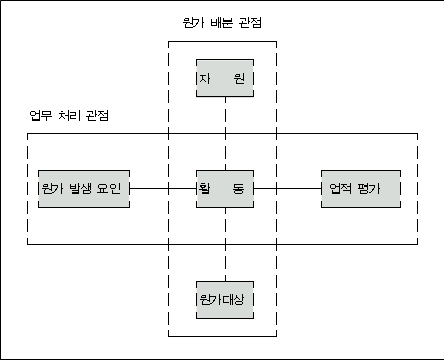 원가 배분 관점
자 원
업무 처리 관점
원가 발생 요인
활 동
업적 평가
원가대상